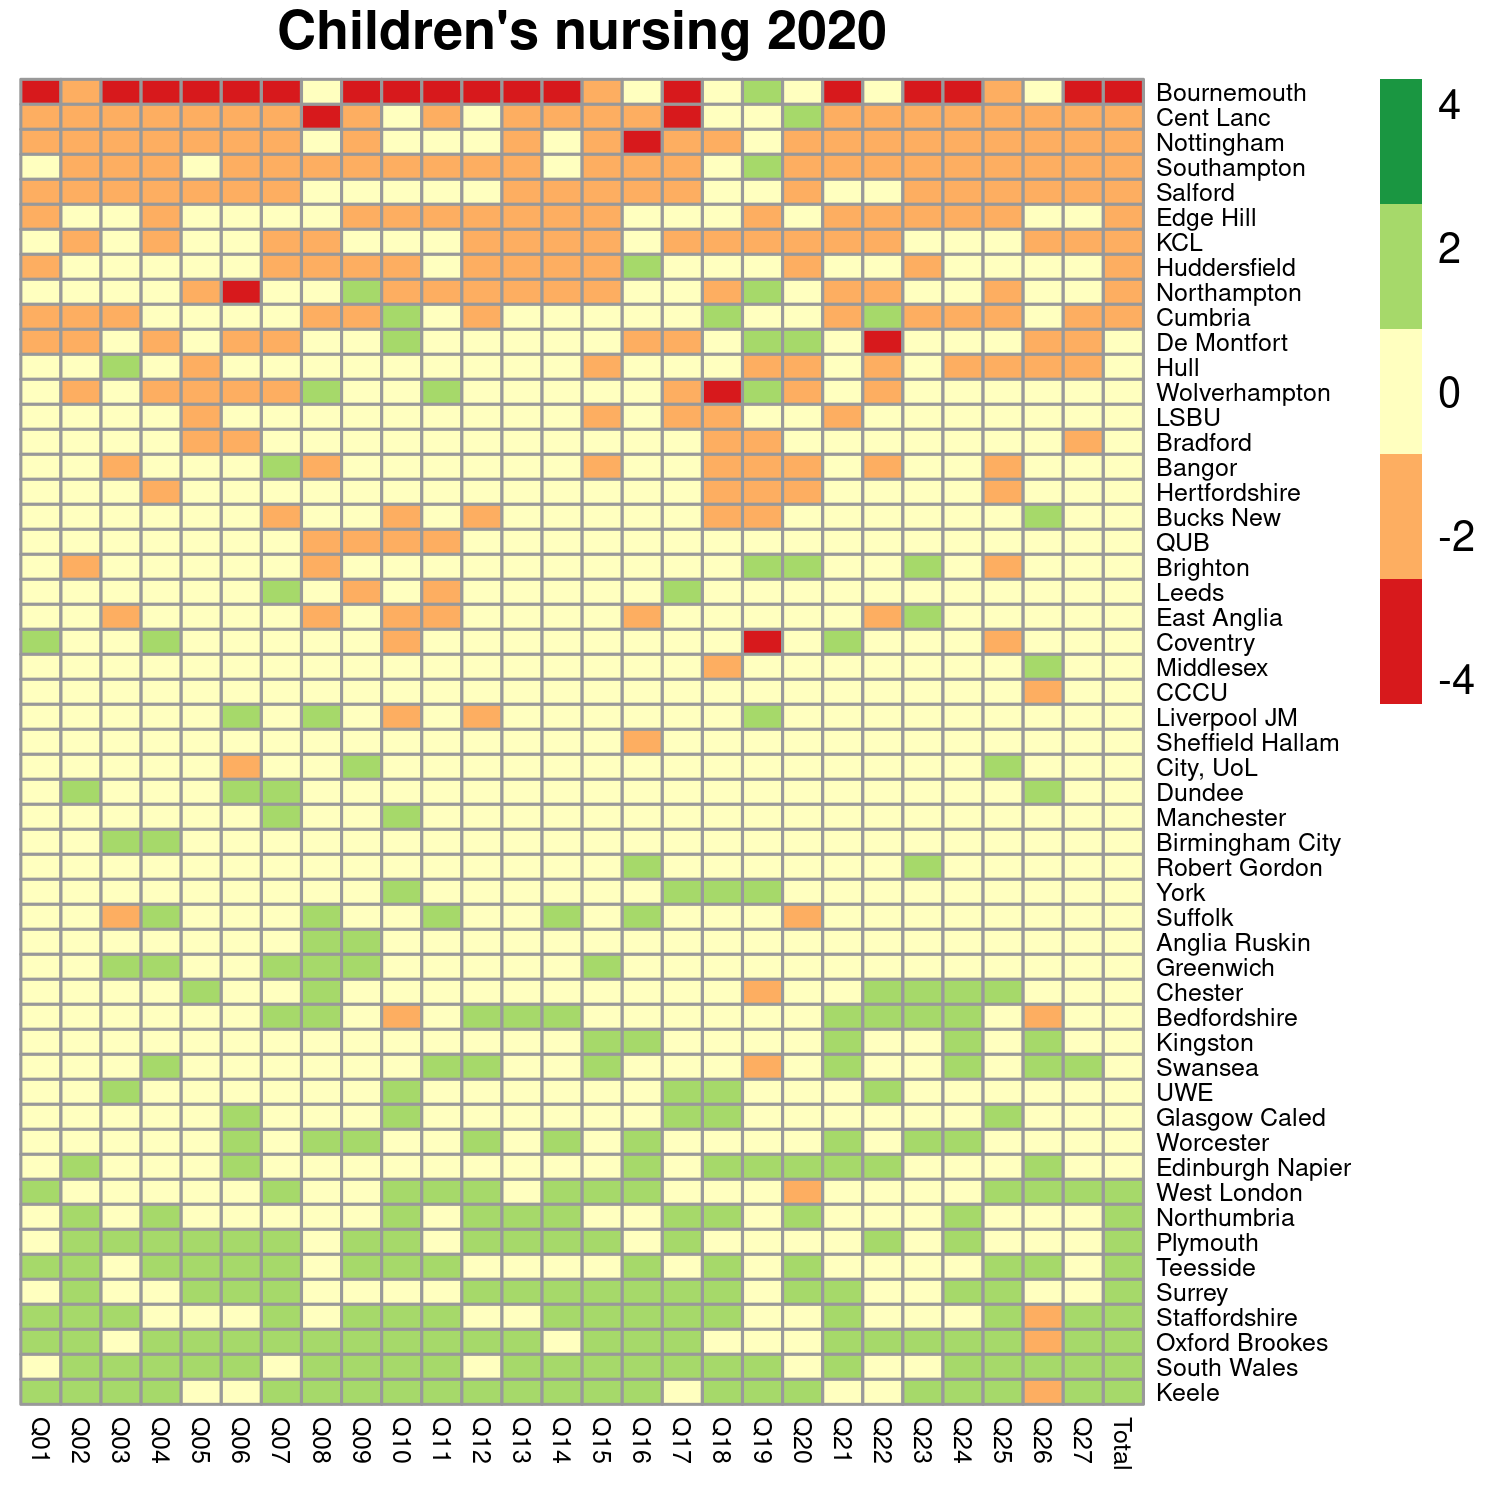 Children's nursing 2020
Bournemouth
Cent Lanc
Nottingham
Southampton
Salford
Edge Hill
KCL
Huddersfield
Northampton
Cumbria
De Montfort
Hull
Wolverhampton
LSBU
Bradford
Bangor
Hertfordshire
Bucks New
QUB
Brighton
Leeds
East Anglia
Coventry
Middlesex
CCCU
Liverpool JM
Sheffield Hallam
City, UoL
Dundee
Manchester
Birmingham City
Robert Gordon
York
Suffolk
Anglia Ruskin
Greenwich
Chester
Bedfordshire
Kingston
Swansea
UWE
Glasgow Caled
Worcester
Edinburgh Napier
West London
Northumbria
Plymouth
Teesside
Surrey
Staffordshire
Oxford Brookes
South Wales
Keele
4
2
0
-2
-4
Q01
Q02
Q03
Q04
Q05
Q06
Q07
Q08
Q09
Q10
Q11
Q12
Q13
Q14
Q15
Q16
Q17
Q18
Q19
Q20
Q21
Q22
Q23
Q24
Q25
Q26
Q27
Total